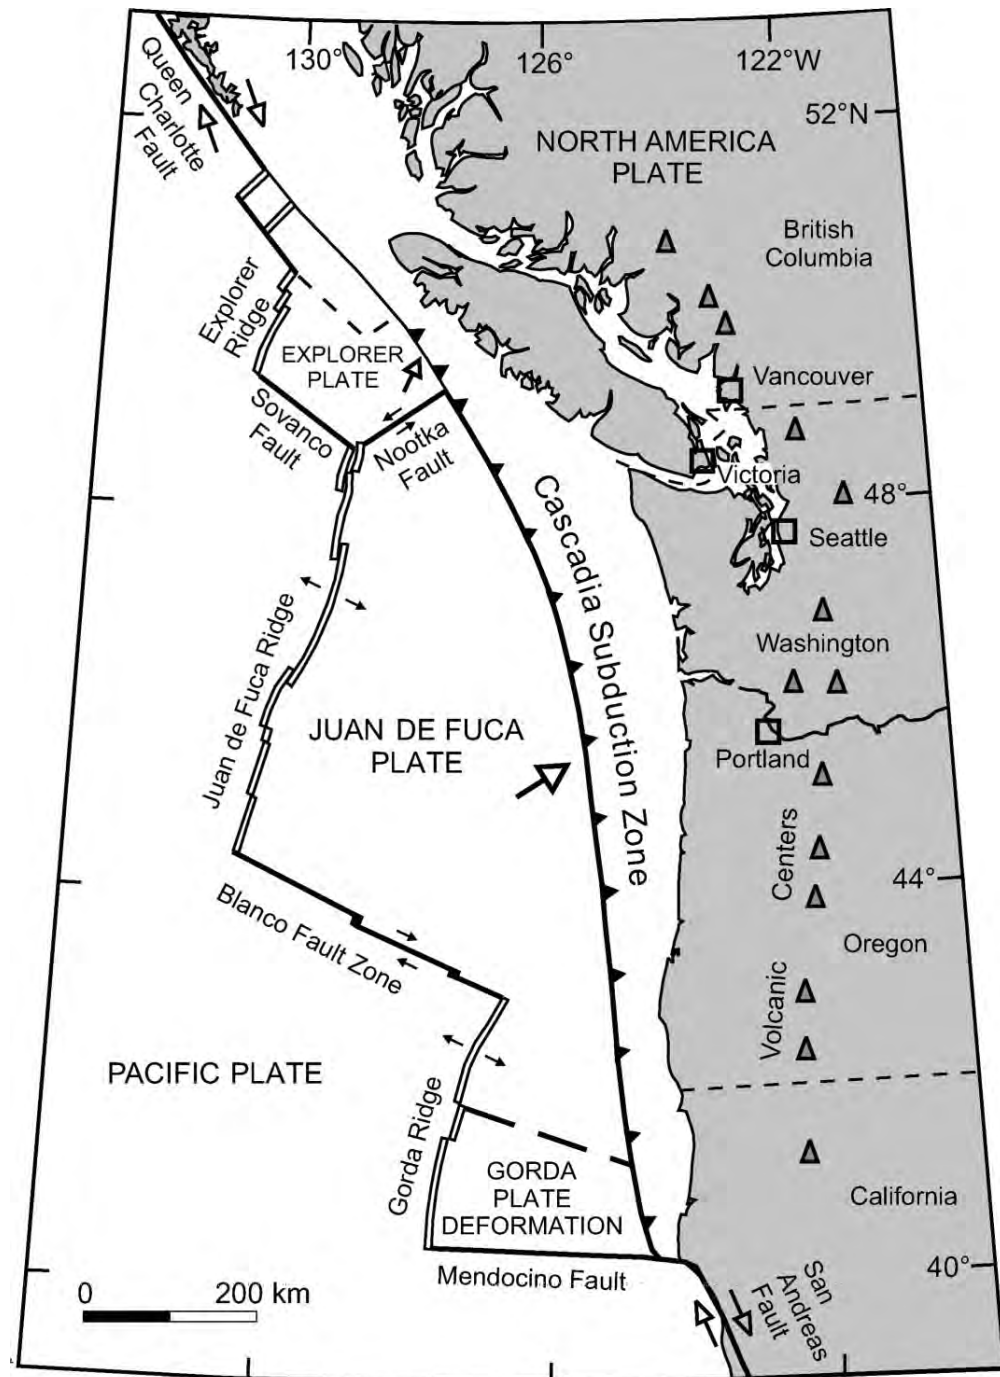 130°
126°
122°W
52°N
Queen
Charlotte
Fault
NORTH AMERICA
PLATE
British
Columbia
Explorer
Ridge
EXPLORER
PLATE
Vancouver
Sovanco
Fault
Nootka
Fault
Victoria
48°
Seattle
Cascadia Subduction Zone
Washington
Juan de Fuca Ridge
JUAN DE FUCA
PLATE
Portland
Centers
44°
Blanco Fault Zone
Oregon
Volcanic
PACIFIC PLATE
Gorda Ridge
GORDA
PLATE
DEFORMATION
California
40°
Mendocino Fault
San
Andreas
Fault
0
200 km